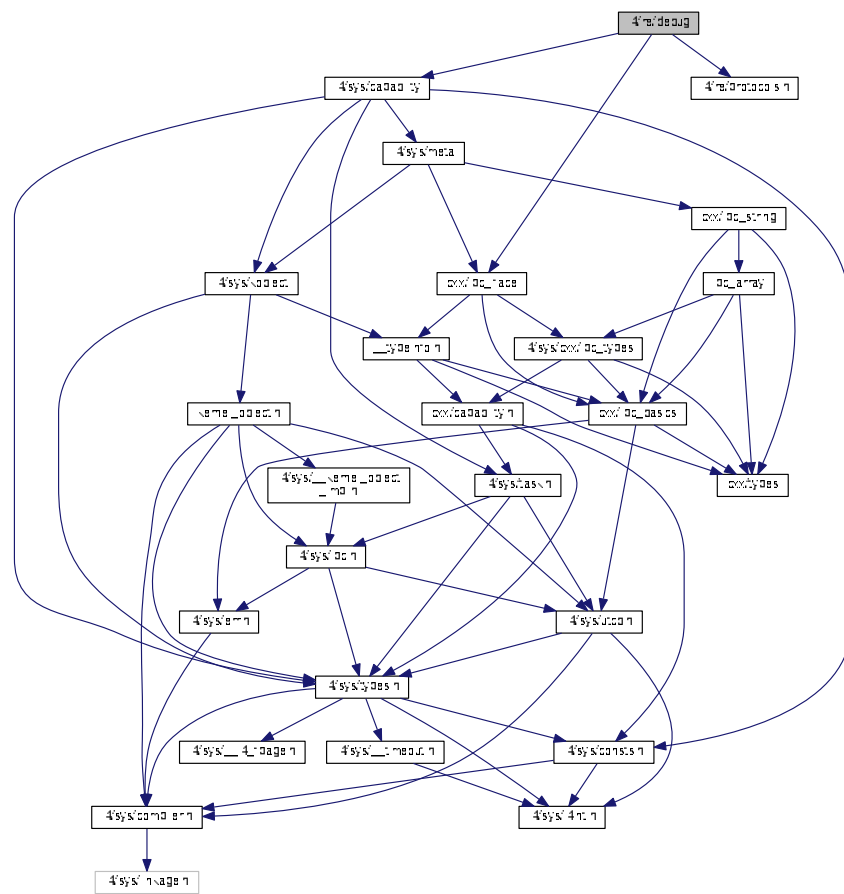 l4/re/debug
l4/sys/capability
l4/re/protocols.h
l4/sys/meta
cxx/ipc_string
l4/sys/kobject
cxx/ipc_iface
ipc_array
__typeinfo.h
l4/sys/cxx/ipc_types
kernel_object.h
cxx/capability.h
cxx/ipc_basics
l4/sys/__kernel_object
_impl.h
l4/sys/task.h
cxx/types
l4/sys/ipc.h
l4/sys/err.h
l4/sys/utcb.h
l4/sys/types.h
l4/sys/__l4_fpage.h
l4/sys/__timeout.h
l4/sys/consts.h
l4/sys/compiler.h
l4/sys/l4int.h
l4/sys/linkage.h